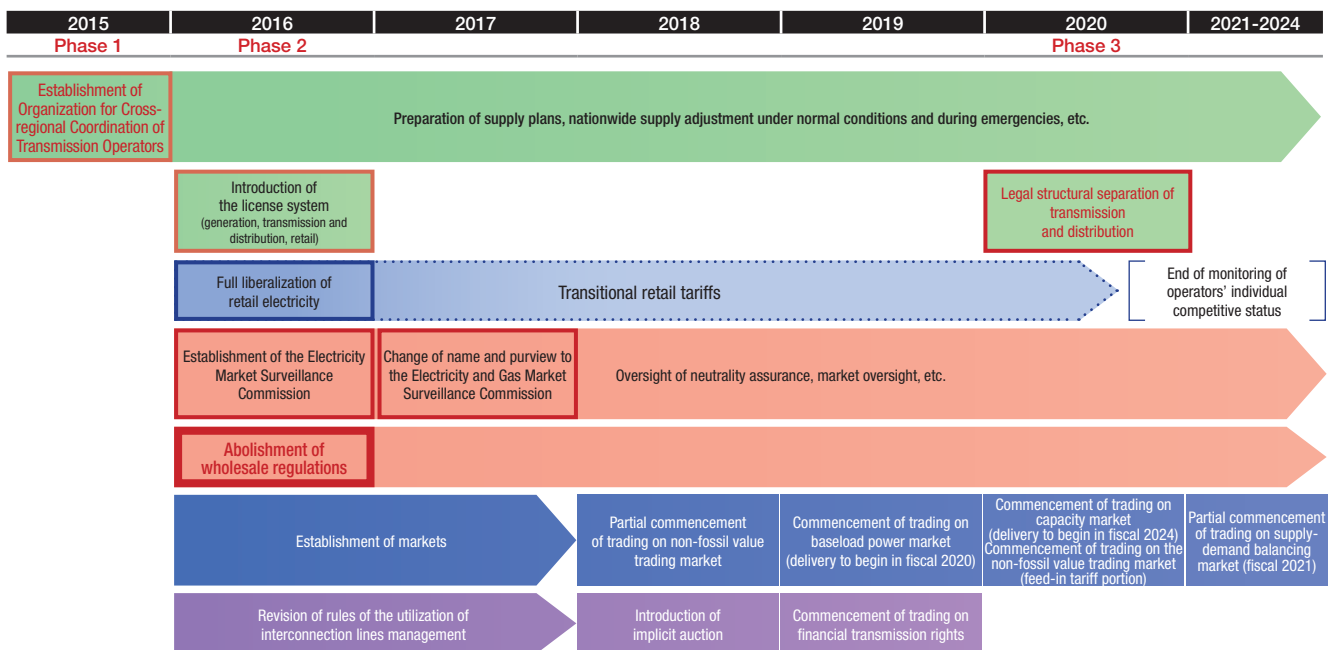 2015
2016
2017
2018
2019
2020
2021-2024
Phase 1
Phase 2
Phase 3
Establishment of
Organization for Cross-
regional Coordination of
Transmission Operators
Preparation of supply plans, nationwide supply adjustment under normal conditions and during emergencies, etc.
Introduction of
the license system
(generation, transmission and
distribution, retail)
Legal structural separation of
transmission
and distribution
Full liberalization of
retail electricity
Transitional retail tariffs
End of monitoring of
operators' individual
competitive status
Establishment of the Electricity
Market Surveillance
Commission
Change of name and purview to
the Electricity and Gas Market
Surveillance Commission
Oversight of neutrality assurance, market oversight, etc.
Abolishment of
wholesale regulations
Establishment of markets
Partial commencement
of trading on non-fossil value
trading market
Commencement of trading on
baseload power market
(delivery to begin in fiscal 2020)
Commencement of trading on
capacity market
(delivery to begin in fiscal 2024)
Commencement of trading on the
non-fossil value trading market
(feed-in tariff portion)
Partial commencement
of trading on supply-
demand balancing
market (fiscal 2021)
Revision of rules of the utilization of
interconnection lines management
Introduction of
implicit auction
Commencement of trading on
financial transmission rights